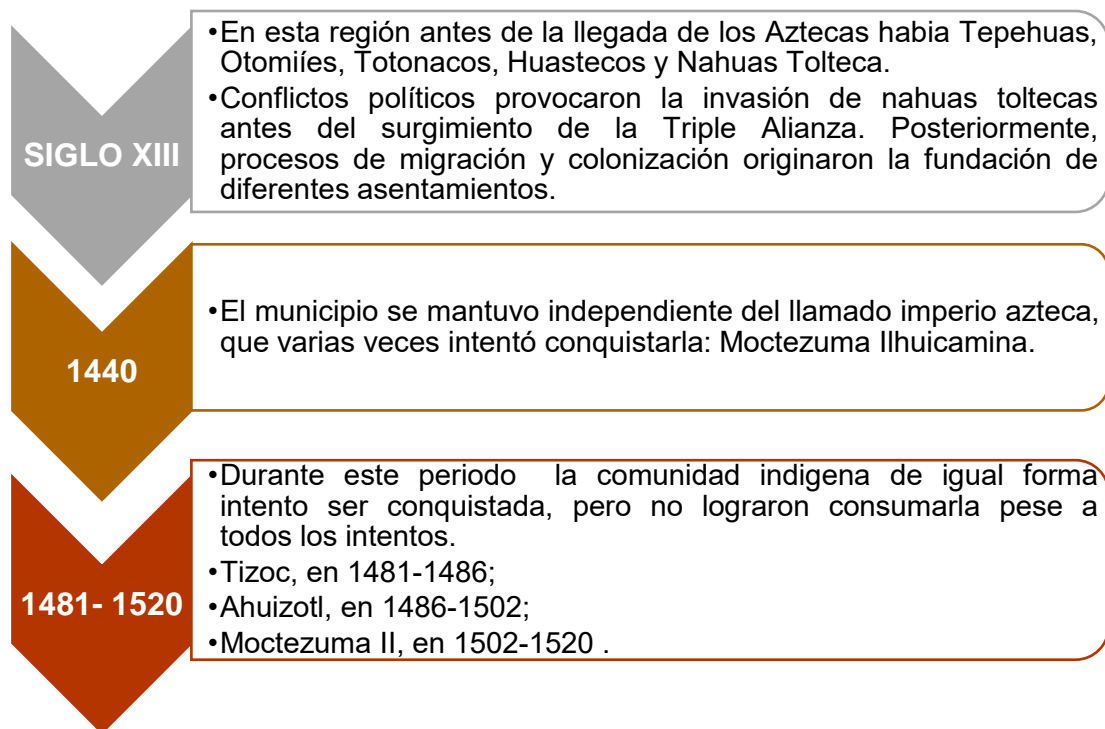 SIGLO XIII
•En esta región antes de la llegada de los Aztecas habia Tepehuas,
Otomiíes, Totonacos, Huastecos y Nahuas Tolteca.
•Conflictos políticos provocaron la invasión de nahuas toltecas
antes del surgimiento de la Triple Alianza. Posteriormente,
procesos de migración y colonización originaron la fundación de
diferentes asentamientos.
1440
•El municipio se mantuvo independiente del llamado imperio azteca,
que varias veces intentó conquistarla: Moctezuma Ilhuicamina.
1481- 1520
•Durante este periodo la comunidad indigena de igual forma
intento ser conquistada, pero no lograron consumarla pese a
todos los intentos.
•Tizoc, en 1481-1486;
•Ahuizotl, en 1486-1502;
•Moctezuma II, en 1502-1520 .